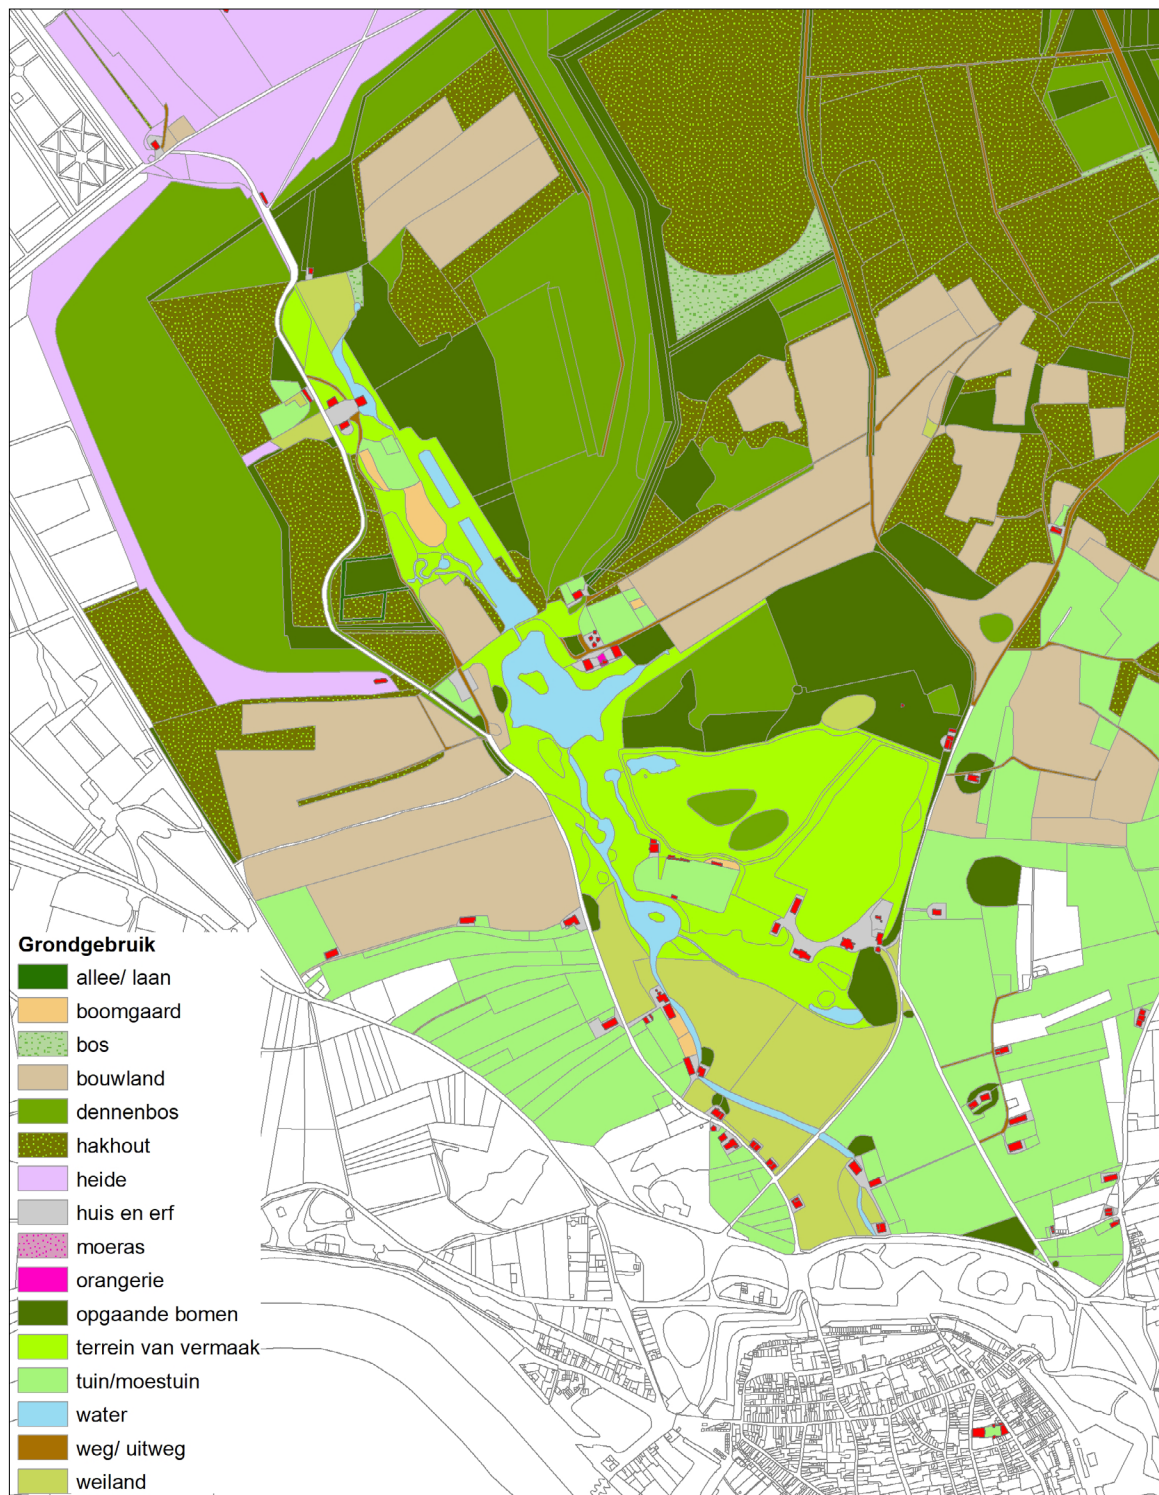 Grondgebruik
allee/ laan
boomgaard
bos
bouwland
dennenbos
hakhout
heide
huis en erf
moeras
orangerie
opgaande bomen
terrein van vermaak
tuin/moestuin
water
weg/ uitweg
weiland